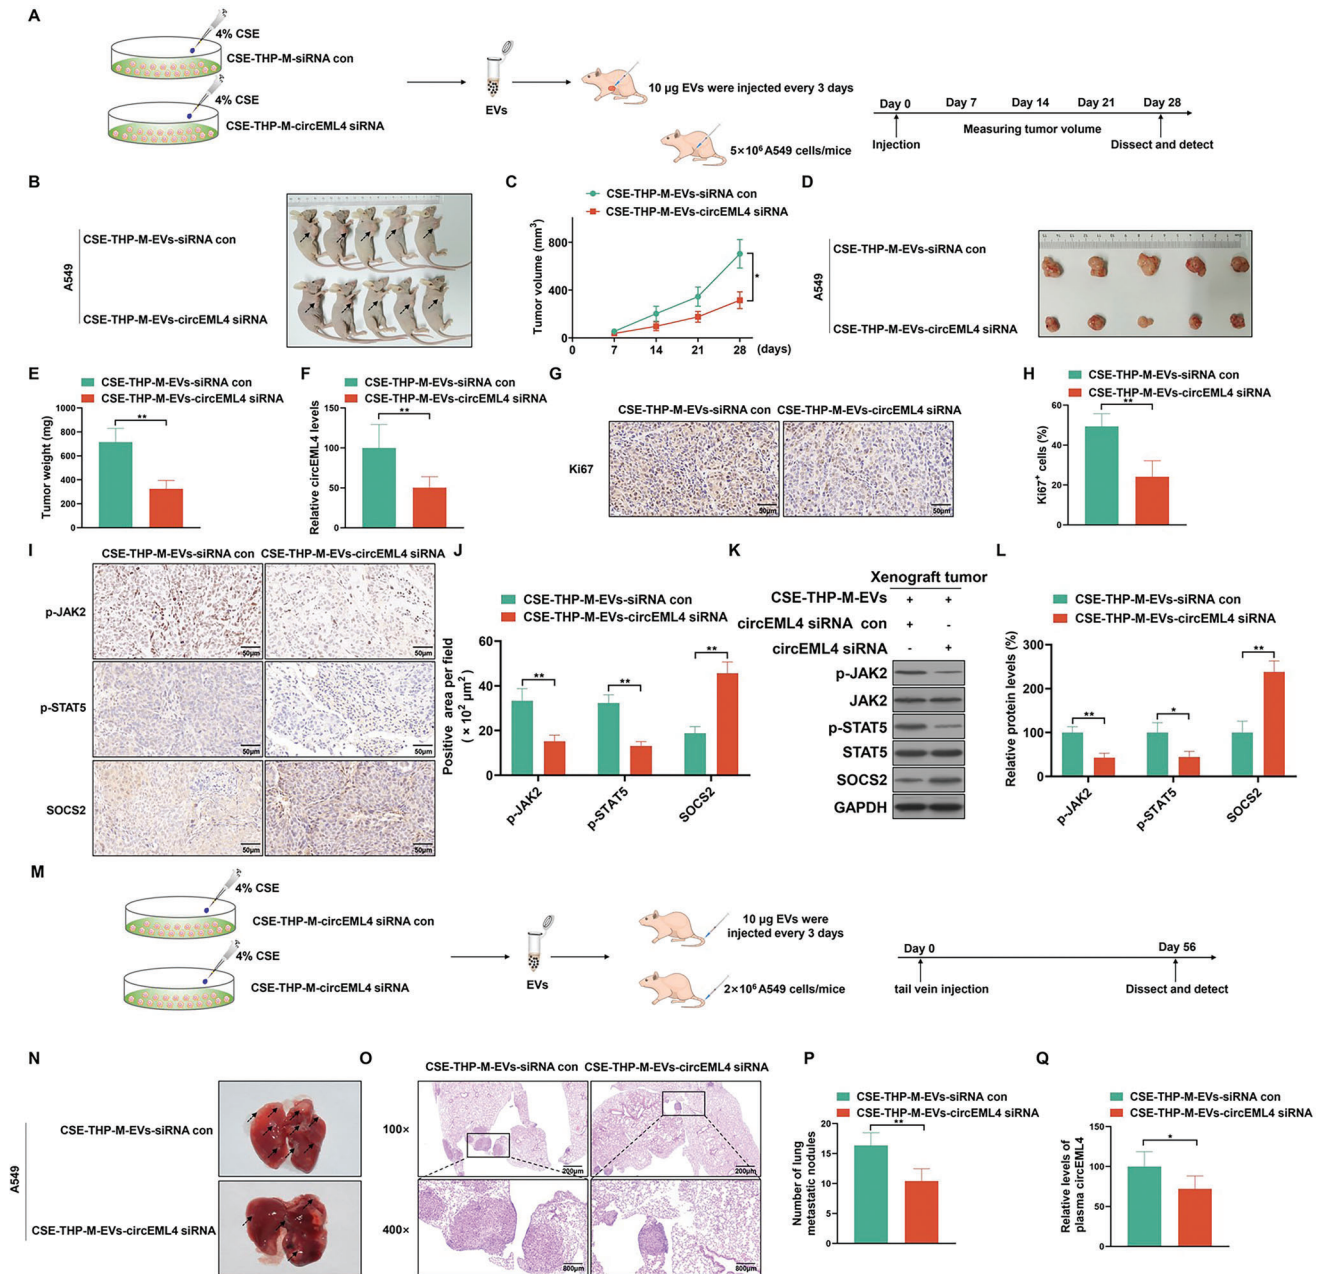 A
4% CSE
CSE-THP-M-siRNA con
4% CSE
CSE-THP-M-circEML4 siRNA
EVs
10 μg EVs were injected every 3 days
5×10⁶ A549 cells/mice
Day 0 Day 7 Day 14 Day 21 Day 28
Measuring tumor volume
Injection Dissect and detect
B
A549
CSE-THP-M-EVs-siRNA con
CSE-THP-M-EVs-circEML4 siRNA
C
CSE-THP-M-EVs-siRNA con
CSE-THP-M-EVs-circEML4 siRNA
Tumor volume (mm³)
800
400
0
*
0 7 14 21 28 (days)
D
A549
CSE-THP-M-EVs-siRNA con
CSE-THP-M-EVs-circEML4 siRNA
E
CSE-THP-M-EVs-siRNA con
CSE-THP-M-EVs-circEML4 siRNA
Tumor weight (mg)
1000
800
600
400
200
0
**
F
CSE-THP-M-EVs-siRNA con
CSE-THP-M-EVs-circEML4 siRNA
Relative circEML4 levels
150
100
50
0
**
G
CSE-THP-M-EVs-siRNA con CSE-THP-M-EVs-circEML4 siRNA
Ki67
50μm 50μm
H
CSE-THP-M-EVs-siRNA con
CSE-THP-M-EVs-circEML4 siRNA
Ki67⁺ cells (%)
60
40
20
0
**
I
CSE-THP-M-EVs-siRNA con CSE-THP-M-EVs-circEML4 siRNA
p-JAK2
50μm 50μm
p-STAT5
50μm 50μm
SOCS2
50μm 50μm
J
CSE-THP-M-EVs-siRNA con
CSE-THP-M-EVs-circEML4 siRNA
Positive area per field
( × 10² μm²)
60
40
20
0
** ** **
p-JAK2 p-STAT5 SOCS2
K
Xenograft tumor
CSE-THP-M-EVs + +
circEML4 siRNA con + -
circEML4 siRNA - +
p-JAK2
JAK2
p-STAT5
STAT5
SOCS2
GAPDH
L
CSE-THP-M-EVs-siRNA con
CSE-THP-M-EVs-circEML4 siRNA
Relative protein levels (%)
300
200
100
0
** * **
p-JAK2 p-STAT5 SOCS2
M
4% CSE
CSE-THP-M-circEML4 siRNA con
4% CSE
CSE-THP-M-circEML4 siRNA
EVs
10 μg EVs were
injected every 3 days
2×10⁶ A549 cells/mice
Day 0 Day 56
tail vein injection Dissect and detect
N
A549
CSE-THP-M-EVs-siRNA con
CSE-THP-M-EVs-circEML4 siRNA
O
CSE-THP-M-EVs-siRNA con CSE-THP-M-EVs-circEML4 siRNA
100×
200μm 200μm
400×
800μm 800μm
P
CSE-THP-M-EVs-siRNA con
CSE-THP-M-EVs-circEML4 siRNA
Number of lung
metastatic nodules
20
15
10
5
0
**
Q
CSE-THP-M-EVs-siRNA con
CSE-THP-M-EVs-circEML4 siRNA
Relative levels of
plasma circEML4
150
100
50
0
*